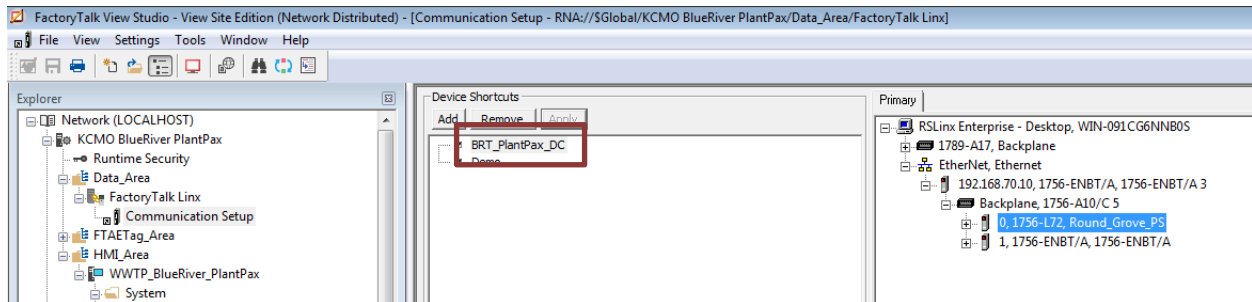 FactoryTalk View Studio - View Site Edition (Network Distributed) - [Communication Setup - RNA://$Global/KCMO BlueRiver PlantPax/Data_Area/FactoryTalk Linx]
File View Settings Tools Window Help
Explorer
Network (LOCALHOST)
KCMO BlueRiver PlantPax
Runtime Security
Data_Area
FactoryTalk Linx
Communication Setup
FTAETag_Area
HMI_Area
WWTP_BlueRiver_PlantPax
System
Device Shortcuts
Add Remove Apply
BRT_PlantPax_DC
Demo
Primary
RSLinx Enterprise - Desktop, WIN-091CG6NNB0S
1789-A17, Backplane
EtherNet, Ethernet
192.168.70.10, 1756-ENBT/A, 1756-ENBT/A 3
Backplane, 1756-A10/C 5
0, 1756-L72, Round_Grove_PS
1, 1756-ENBT/A, 1756-ENBT/A